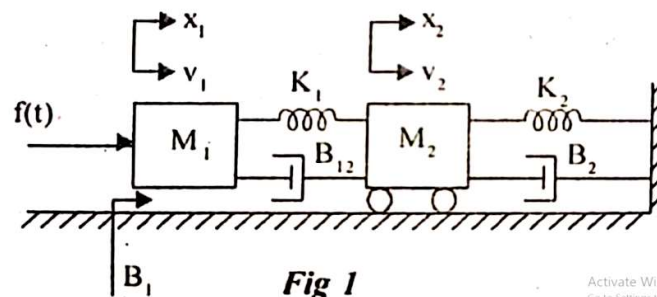 x₁ x₂
v₁ K₁ v₂ K₂
f(t)
M₁ B₁₂ M₂ B₂
B₁ Fig 1
Activate Wi